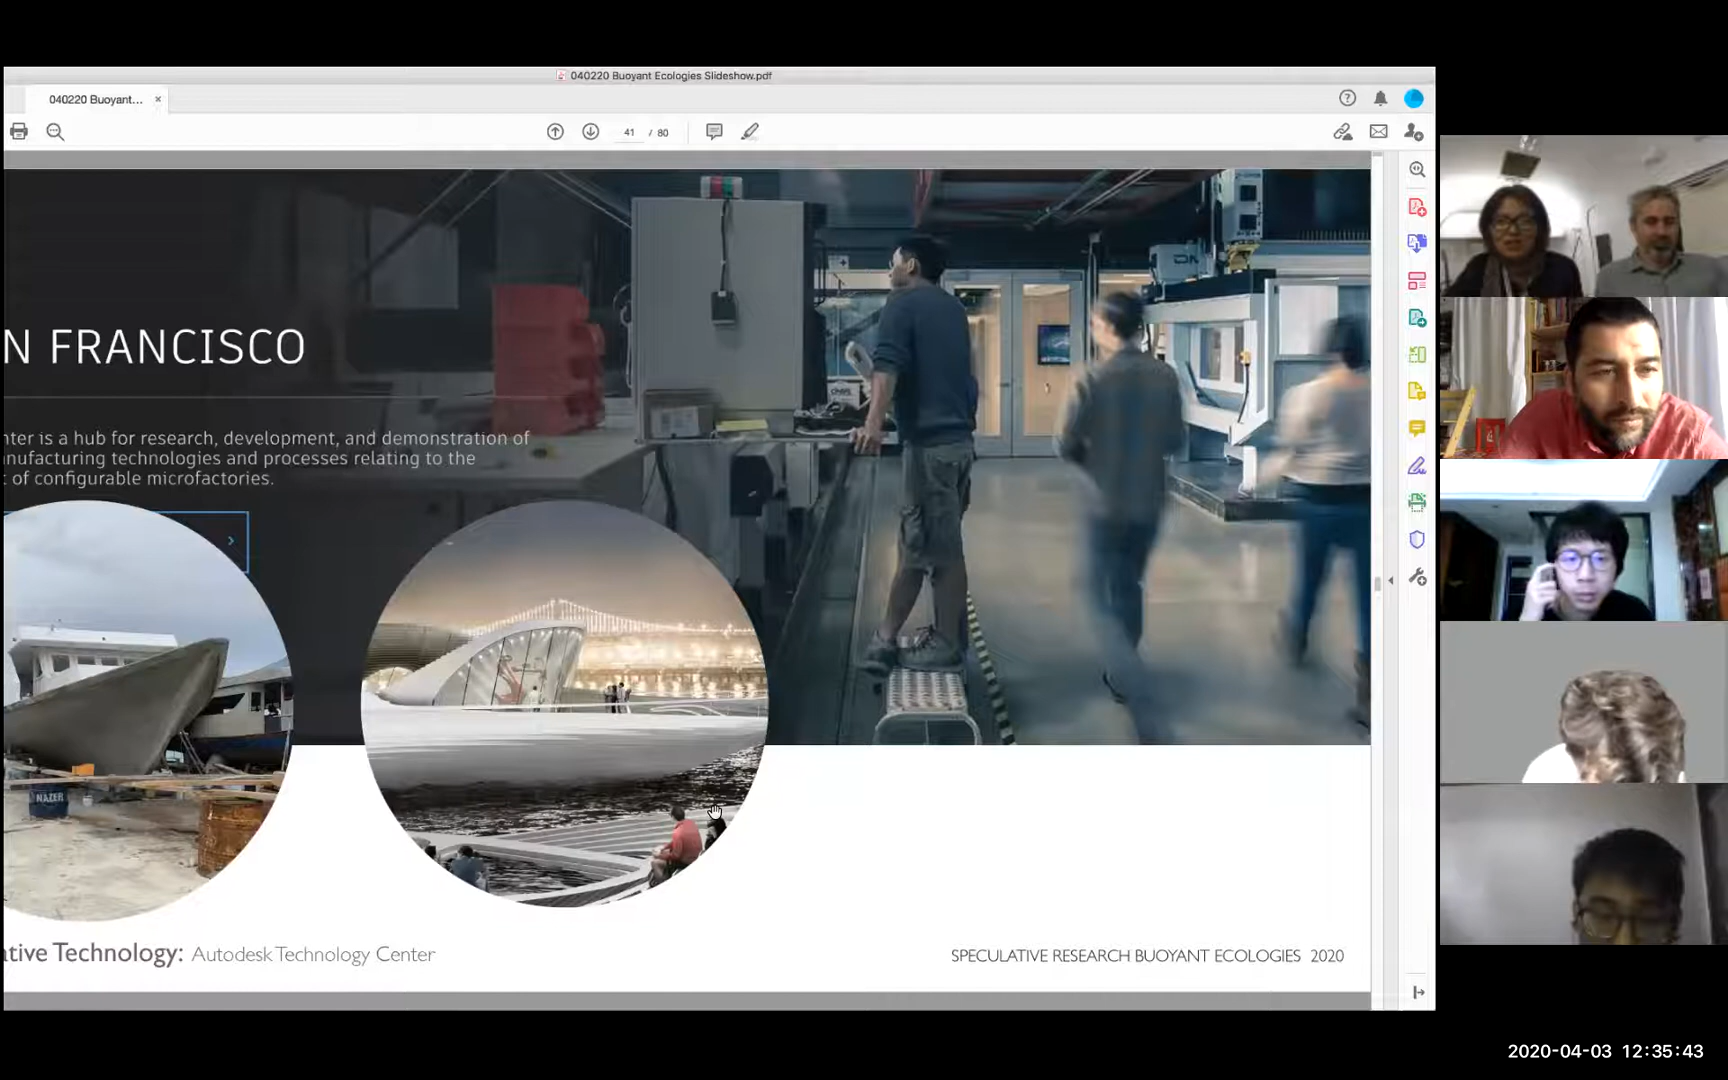 040220 Buoyant Ecologies Slideshow.pdf
040220 Buoyant...
41 / 80
N FRANCISCO
nter is a hub for research, development, and demonstration of
nufacturing technologies and processes relating to the
t of configurable microfactories.
NAZER
ative Technology: Autodesk Technology Center
SPECULATIVE RESEARCH BUOYANT ECOLOGIES 2020
2020-04-03 12:35:43